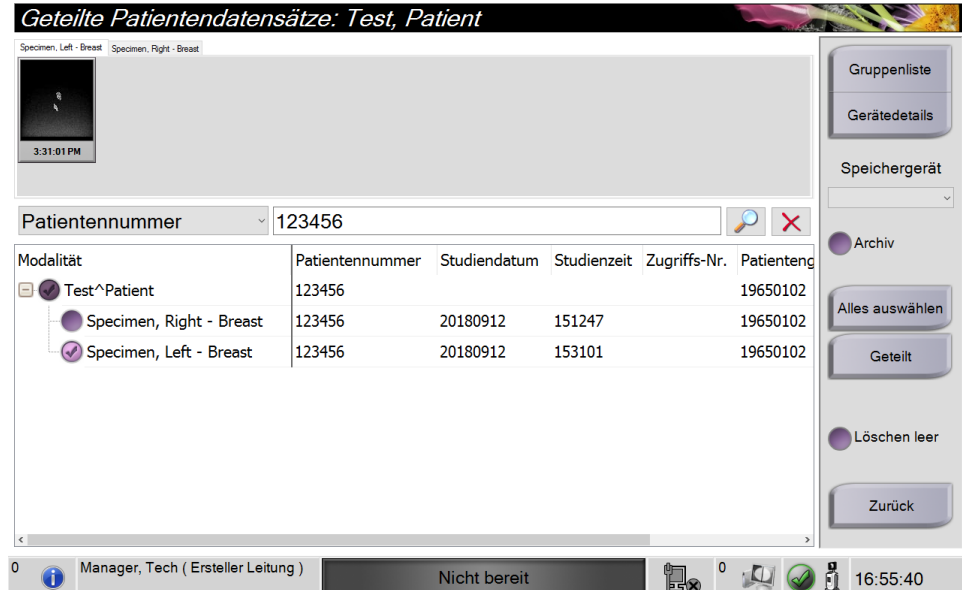 Geteilte Patientendatensätze: Test, Patient
Specimen, Left - Breast Specimen, Right - Breast
3:31:01 PM
Gruppenliste
Gerätedetails
Speichergerät
Archiv
Alles auswählen
Geteilt
Löschen leer
Zurück
Patientennummer 123456
Modalität Patientennummer Studiendatum Studienzeit Zugriffs-Nr. Patienteng
Test^Patient 123456 19650102
Specimen, Right - Breast 123456 20180912 151247 19650102
Specimen, Left - Breast 123456 20180912 153101 19650102
0 Manager, Tech ( Ersteller Leitung ) Nicht bereit 0 16:55:40